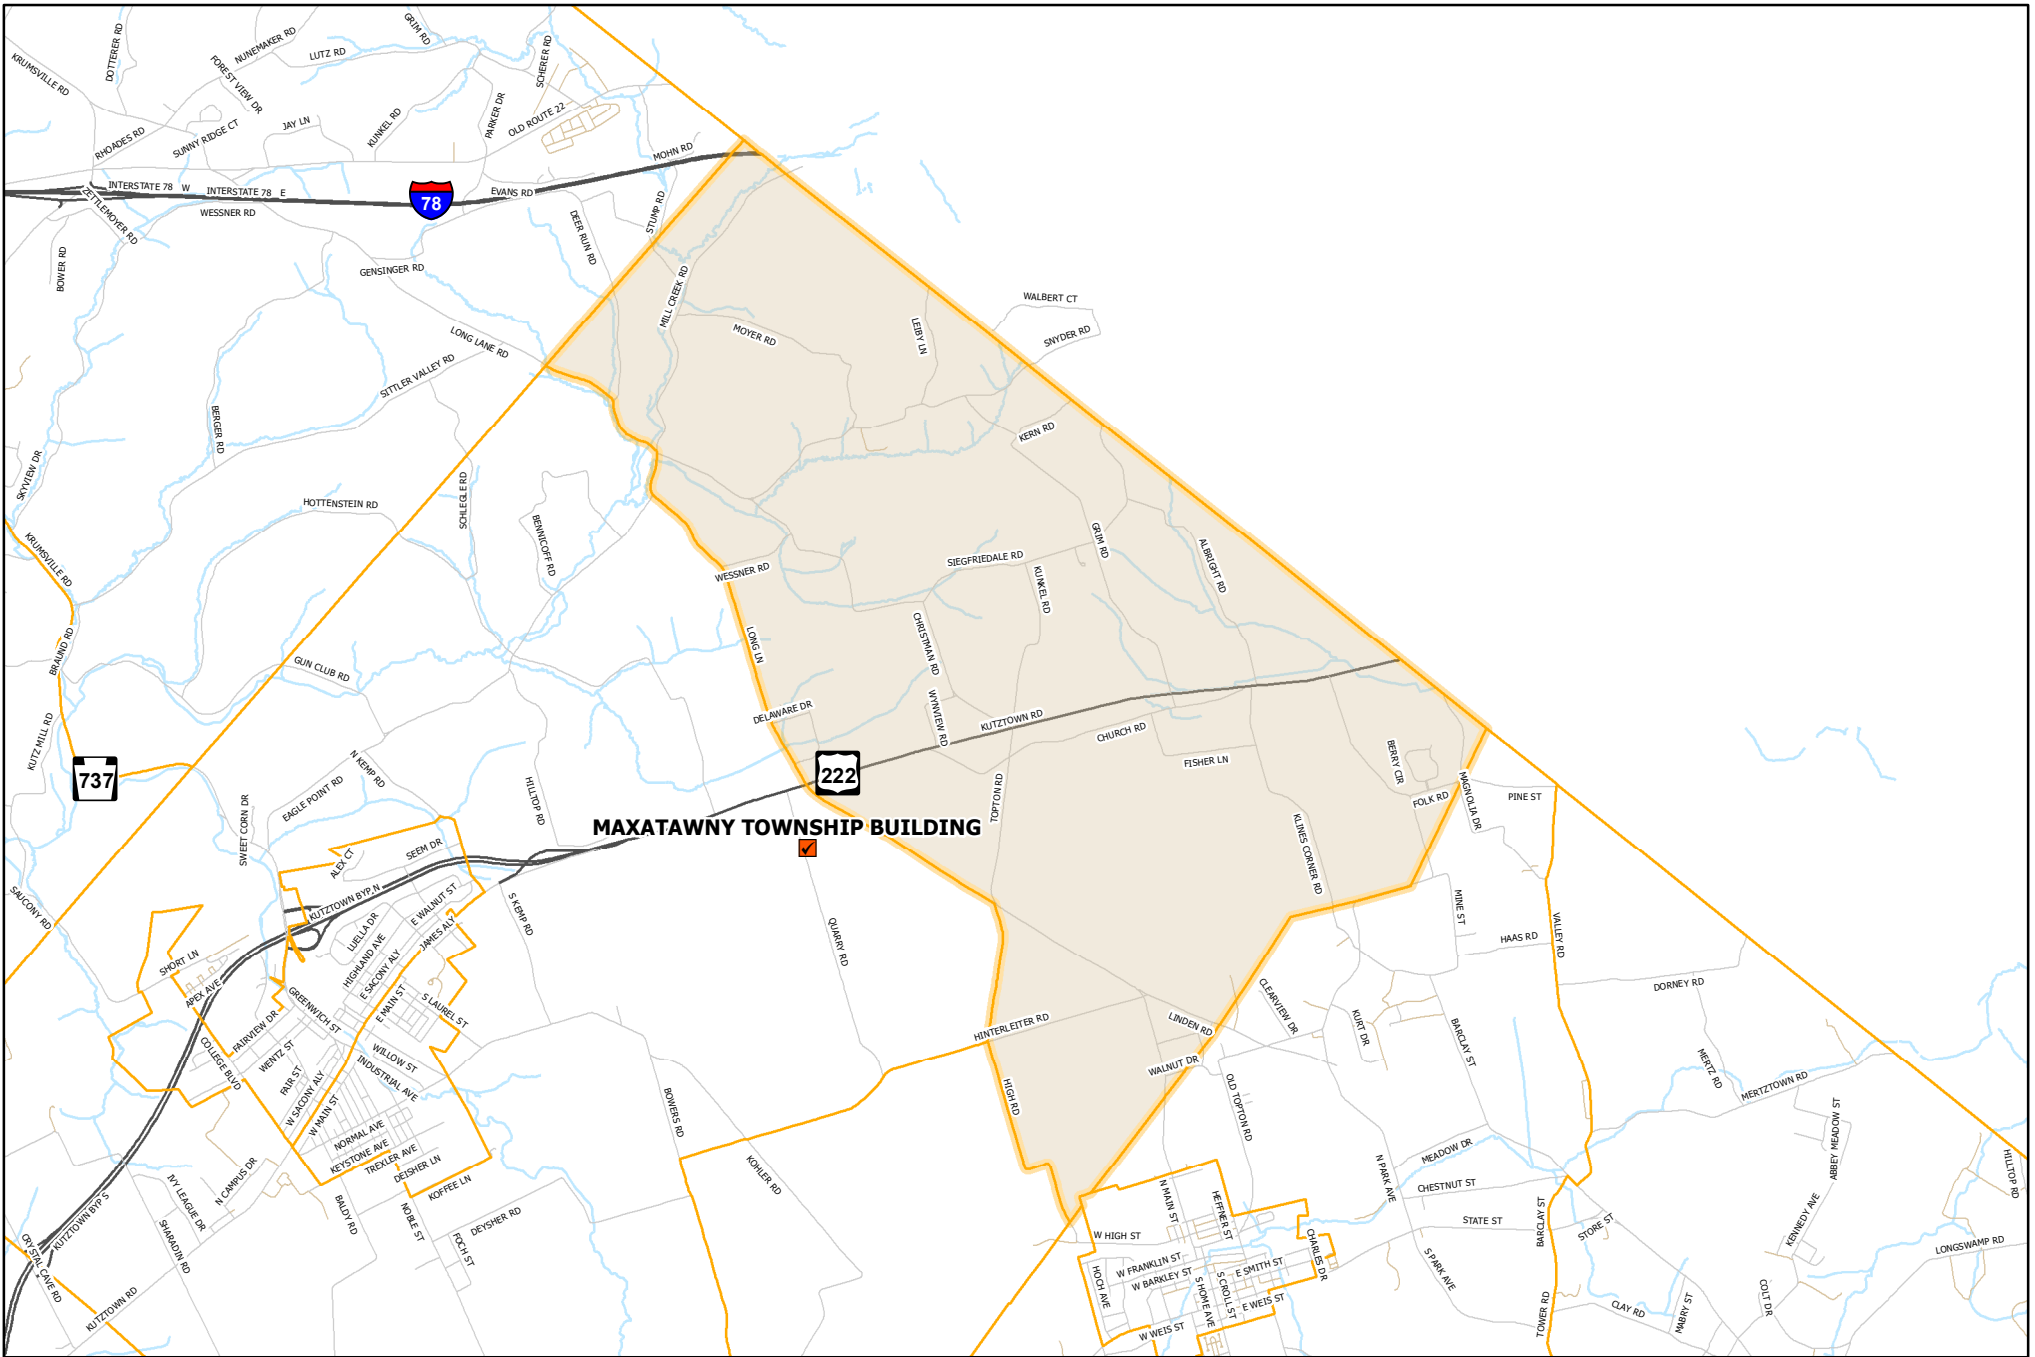 GRIM RD
DOTTERER RD
NUNEMAKER RD
LUTZ RD
SCHERER RD
KRUMSVILLE RD
FOREST VIEW DR
PARKER DR
OLD ROUTE 22
KUNKEL RD
JAY LN
SUNNY RIDGE CT
RHOADES RD
MOHN RD
INTERSTATE 78 W
INTERSTATE 78 E
78
EVANS RD
ZETTLEMOYER RD
WESSNER RD
STUMP RD
DEER RUN RD
BOWER RD
GENSINGER RD
MILL CREEK RD
WALBERT CT
SNYDER RD
LEIBY LN
MOYER RD
LONG LANE RD
SITTLER VALLEY RD
BERGER RD
KERN RD
SKYVIEW DR
SCHLEGLE RD
HOTTENSTEIN RD
BENNICOFF RD
GRIM RD
ALBRIGHT RD
SIEGFRIEDALE RD
KUNKEL RD
WESSNER RD
KRUMSVILLE RD
BRAUND RD
LONG LN
CHRISTMAN RD
GUN CLUB RD
WYNVIEW RD
DELAWARE DR
KUTZTOWN RD
CHURCH RD
KUTZ MILL RD
737
N KEMP RD
222
FISHER LN
BERRY CIR
EAGLE POINT RD
HILLTOP RD
TOPTON RD
MAGNOLIA DR
PINE ST
FOLK RD
SWEET CORN DR
MAXATAWNY TOWNSHIP BUILDING
KLINES CORNER RD
ALEX CT
SEEM DR
SAUCONY RD
KUTZTOWN BYP N
E WALNUT ST
S KEMP RD
MINE ST
VALLEY RD
LUELLA DR
HIGHLAND AVE
JAMES ALY
E SACONY ALY
QUARRY RD
HAAS RD
SHORT LN
APEX AVE
E MAIN ST
S LAUREL ST
GREENWICH ST
CLEARVIEW DR
DORNEY RD
FAIRVIEW DR
HINTERLEITER RD
LINDEN RD
KURT DR
BARCLAY ST
COLLEGE BLVD
WENTZ ST
WILLOW ST
INDUSTRIAL AVE
WALNUT DR
MERTZ RD
MERTZTOWN RD
FAIR ST
W SACONY ALY
W MAIN ST
HIGH RD
BOWERS RD
OLD TOPTON RD
ABBEY MEADOW ST
NORMAL AVE
KEYSTONE AVE
TREXLER AVE
DEISHER LN
KOFFEE LN
KOHLER RD
MEADOW DR
N PARK AVE
CHESTNUT ST
HILLTOP RD
N CAMPUS DR
IVY LEAGUE DR
N MAIN ST
HEFFNER ST
BALDY RD
NOBLE ST
DEYSHER RD
STATE ST
BARCLAY ST
STORE ST
KENNEDY AVE
KUTZTOWN BYP S
SHARADIN RD
FOCH ST
W HIGH ST
CHARLES DR
LONGSWAMP RD
CRYSTAL CAVE RD
HOCH AVE
W FRANKLIN ST
W BARKLEY ST
E SMITH ST
S PARK AVE
S HOME AVE
S CROLL ST
E WEIS ST
COLT DR
KUTZTOWN RD
W WEIS ST
TOWER RD
CLAY RD
MABRY ST